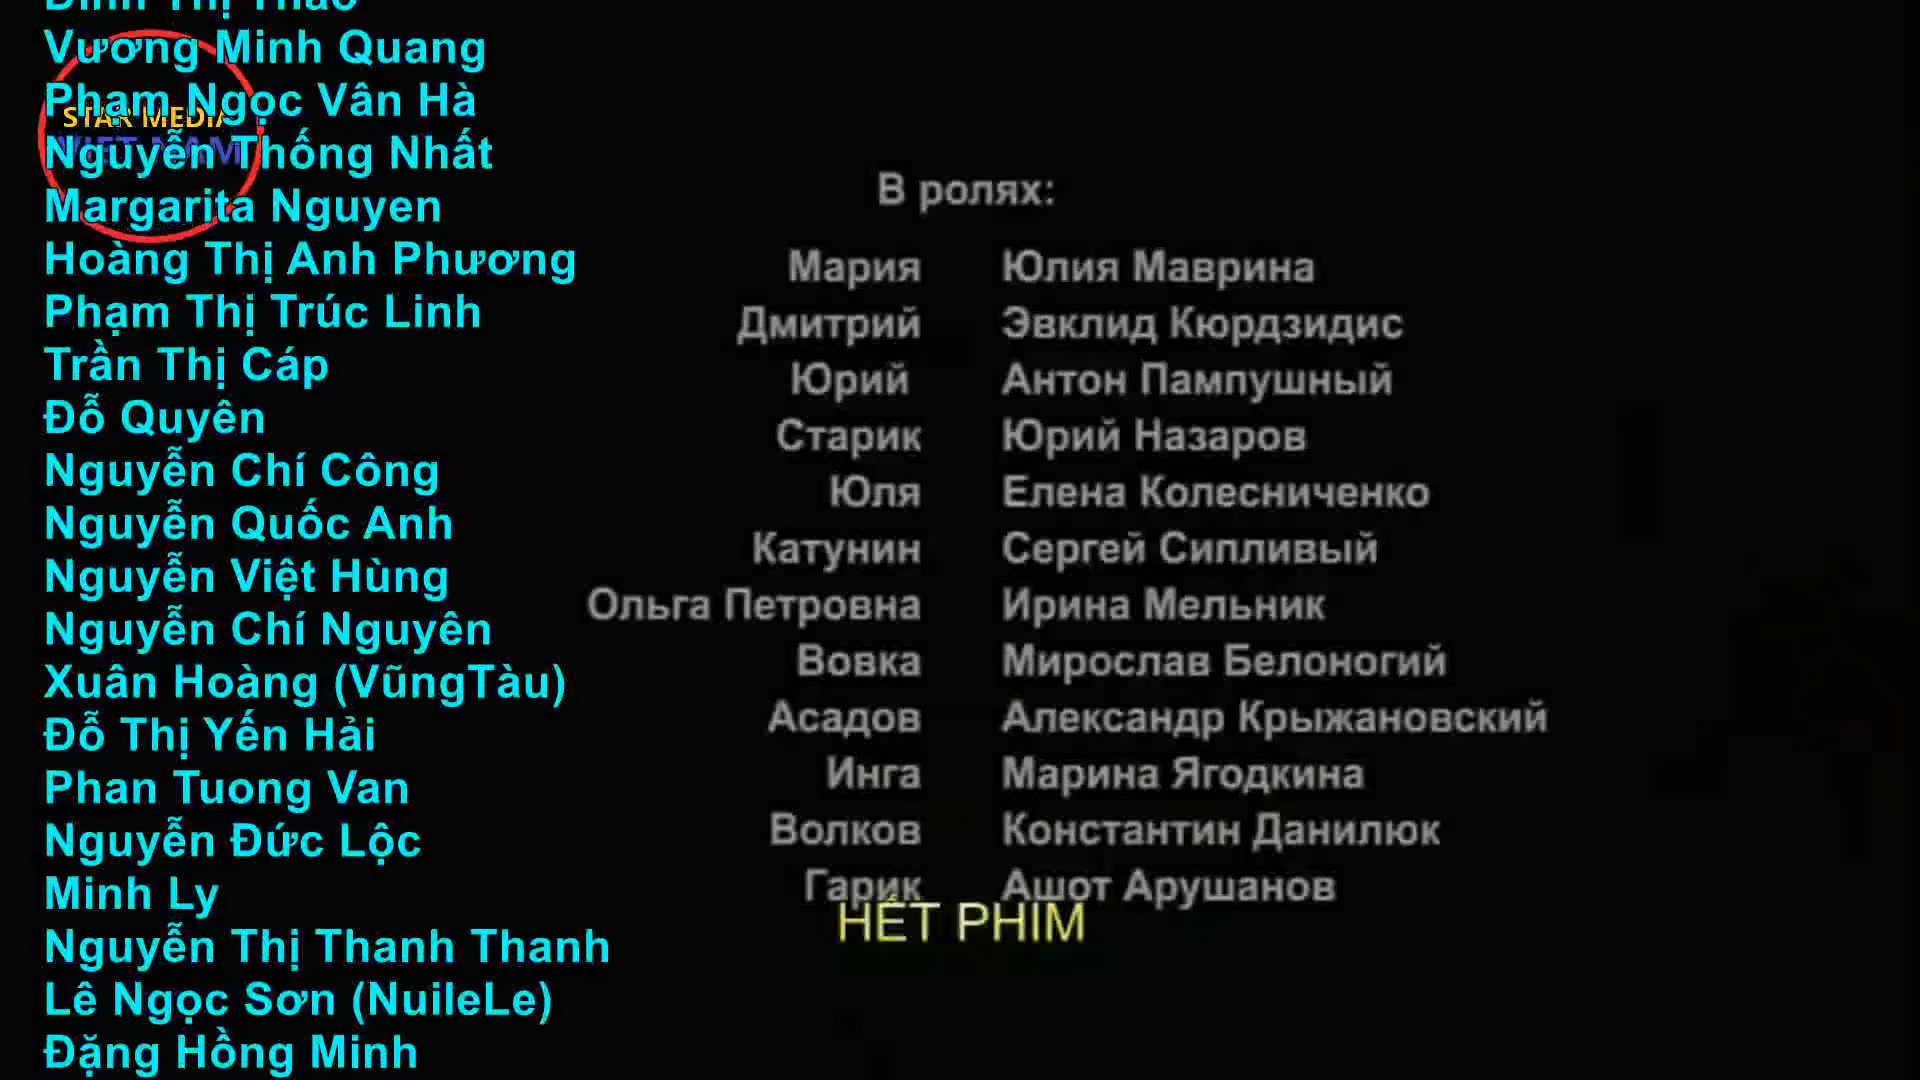 Đinh Thị Thảo
Vương Minh Quang
Phạm Ngọc Vân Hà
STAR MEDIA
VIỆT NAM
Nguyễn Thống Nhất
Margarita Nguyen
Hoàng Thị Anh Phương
Phạm Thị Trúc Linh
Trần Thị Cáp
Đỗ Quyên
Nguyễn Chí Công
Nguyễn Quốc Anh
Nguyễn Việt Hùng
Nguyễn Chí Nguyên
Xuân Hoàng (VũngTàu)
Đỗ Thị Yến Hải
Phan Tuong Van
Nguyễn Đức Lộc
Minh Ly
Nguyễn Thị Thanh Thanh
Lê Ngọc Sơn (NuileLe)
Đặng Hồng Minh
В ролях:
Мария Юлия Маврина
Дмитрий Эвклид Кюрдзидис
Юрий Антон Пампушный
Старик Юрий Назаров
Юля Елена Колесниченко
Катунин Сергей Сипливый
Ольга Петровна Ирина Мельник
Вовка Мирослав Белоногий
Асадов Александр Крыжановский
Инга Марина Ягодкина
Волков Константин Данилюк
Гарик Ашот Арушанов
HẾT PHIM